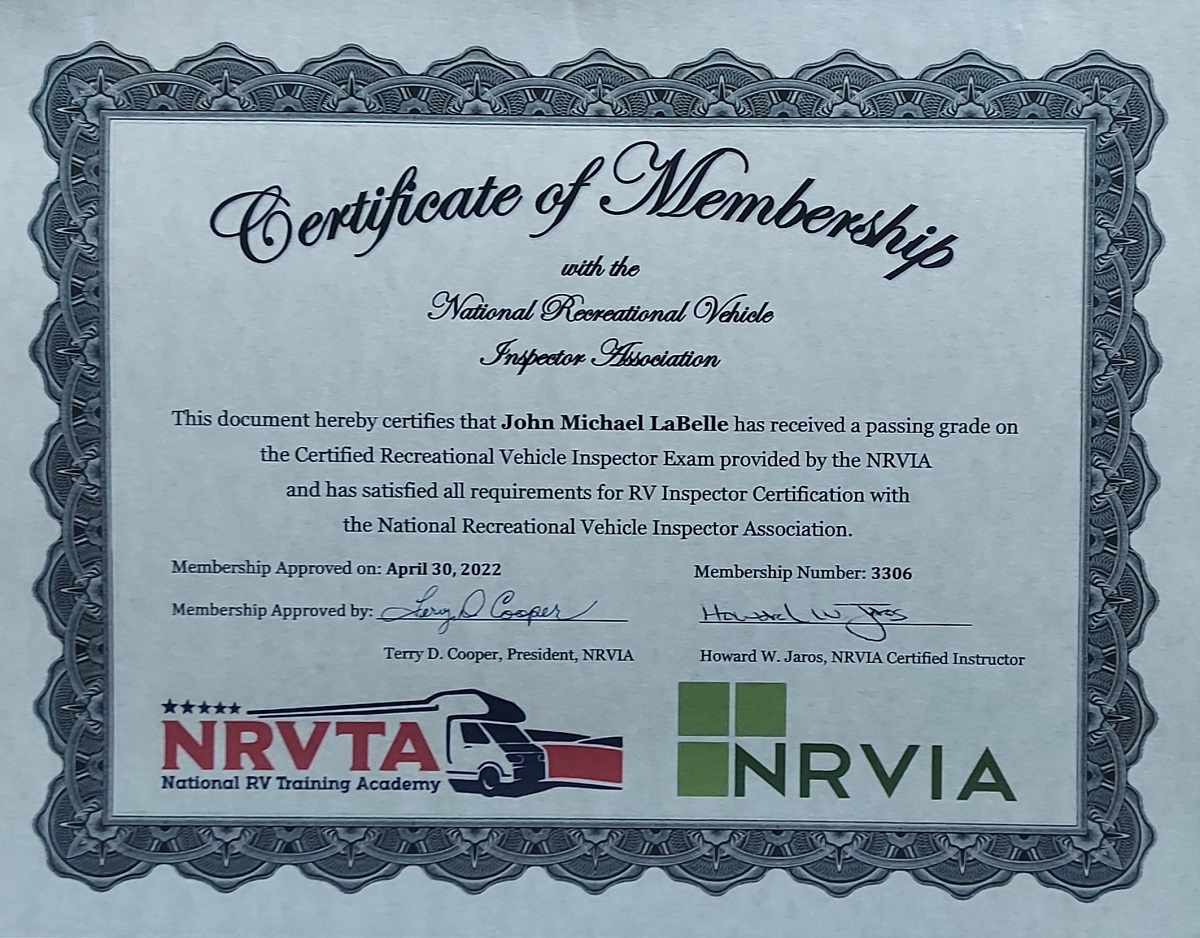 Certificate of Membership
with the
National Recreational Vehicle
Inspector Association
This document hereby certifies that John Michael LaBelle has received a passing grade on
the Certified Recreational Vehicle Inspector Exam provided by the NRVIA
and has satisfied all requirements for RV Inspector Certification with
the National Recreational Vehicle Inspector Association.
Membership Approved on: April 30, 2022
Membership Number: 3306
Membership Approved by: Terry D Cooper
Howard W Jaros
Terry D. Cooper, President, NRVIA
Howard W. Jaros, NRVIA Certified Instructor
NRVTA
National RV Training Academy
NRVIA